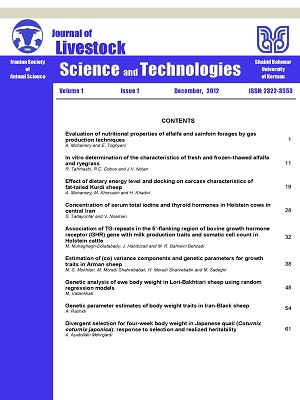 Journal of
Livestock
Science and Technologies
Iranian Society
of
Animal Science
Shahid Bahonar
University
of Kerman
Volume 1
Issue 1
December, 2012
ISSN: 2322-3553
CONTENTS
Evaluation of nutritional properties of alfalfa and sainfoin forages by gas
production techniques
A. Mohamery and E. Toghyani
1
In vitro determination of the characteristics of fresh and frozen-thawed alfalfa
and ryegrass
R. Tahmasbi, R.C. Dobos and J.V. Nolan
11
Effect of dietary energy level and docking on carcass characteristics of
fat-tailed Kurdi sheep
A. Mohamery, M. Khorvash and H. Khadivi
19
Concentration of serum total iodine and thyroid hormones in Holstein cows in
central Iran
S. Tadayonfar and V. Noaman
28
Association of TG-repeats in the 5'-flanking region of bovine growth hormone
receptor (GHR) gene with milk production traits and somatic cell count in
Holstein cattle
M. Muhaghegh-Dolatabady, J. Habibizad and M. R. Bahreini Behzadi
32
Estimation of (co) variance components and genetic parameters for growth
traits in Arman sheep
M. S. Mokhtari, M. Moradi Shahrebabak, H. Moradi Shahrebabk and M. Sadeghi
38
Genetic analysis of ewe body weight in Lori-Bakhtiari sheep using random
regression models
M. Vatankhah
48
Genetic parameter estimates of body weight traits in Iran-Black sheep
A. Rashidi
54
Divergent selection for four-week body weight in Japanese quail (Coturnix
coturnix japonica): response to selection and realized heritability
A. Ayatollahi Mehrgardi
61